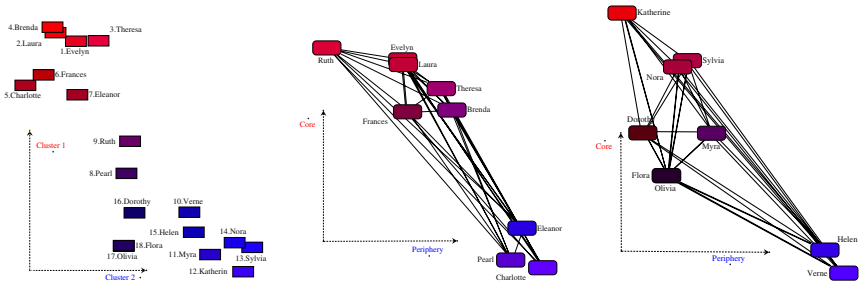 4.Brenda
3.Theresa
2.Laura
1.Evelyn
6.Frances
5.Charlotte
7.Eleanor
9.Ruth
Cluster 1
8.Pearl
16.Dorothy
10.Verne
15.Helen
14.Nora
18.Flora
17.Olivia
11.Myra
13.Sylvia
12.Katherin
Cluster 2
Evelyn
Ruth
Laura
Theresa
Brenda
Frances
Core
Eleanor
Periphery
Pearl
Charlotte
Katherine
Sylvia
Nora
Dorothy
Myra
Core
Flora
Olivia
Helen
Periphery
Verne